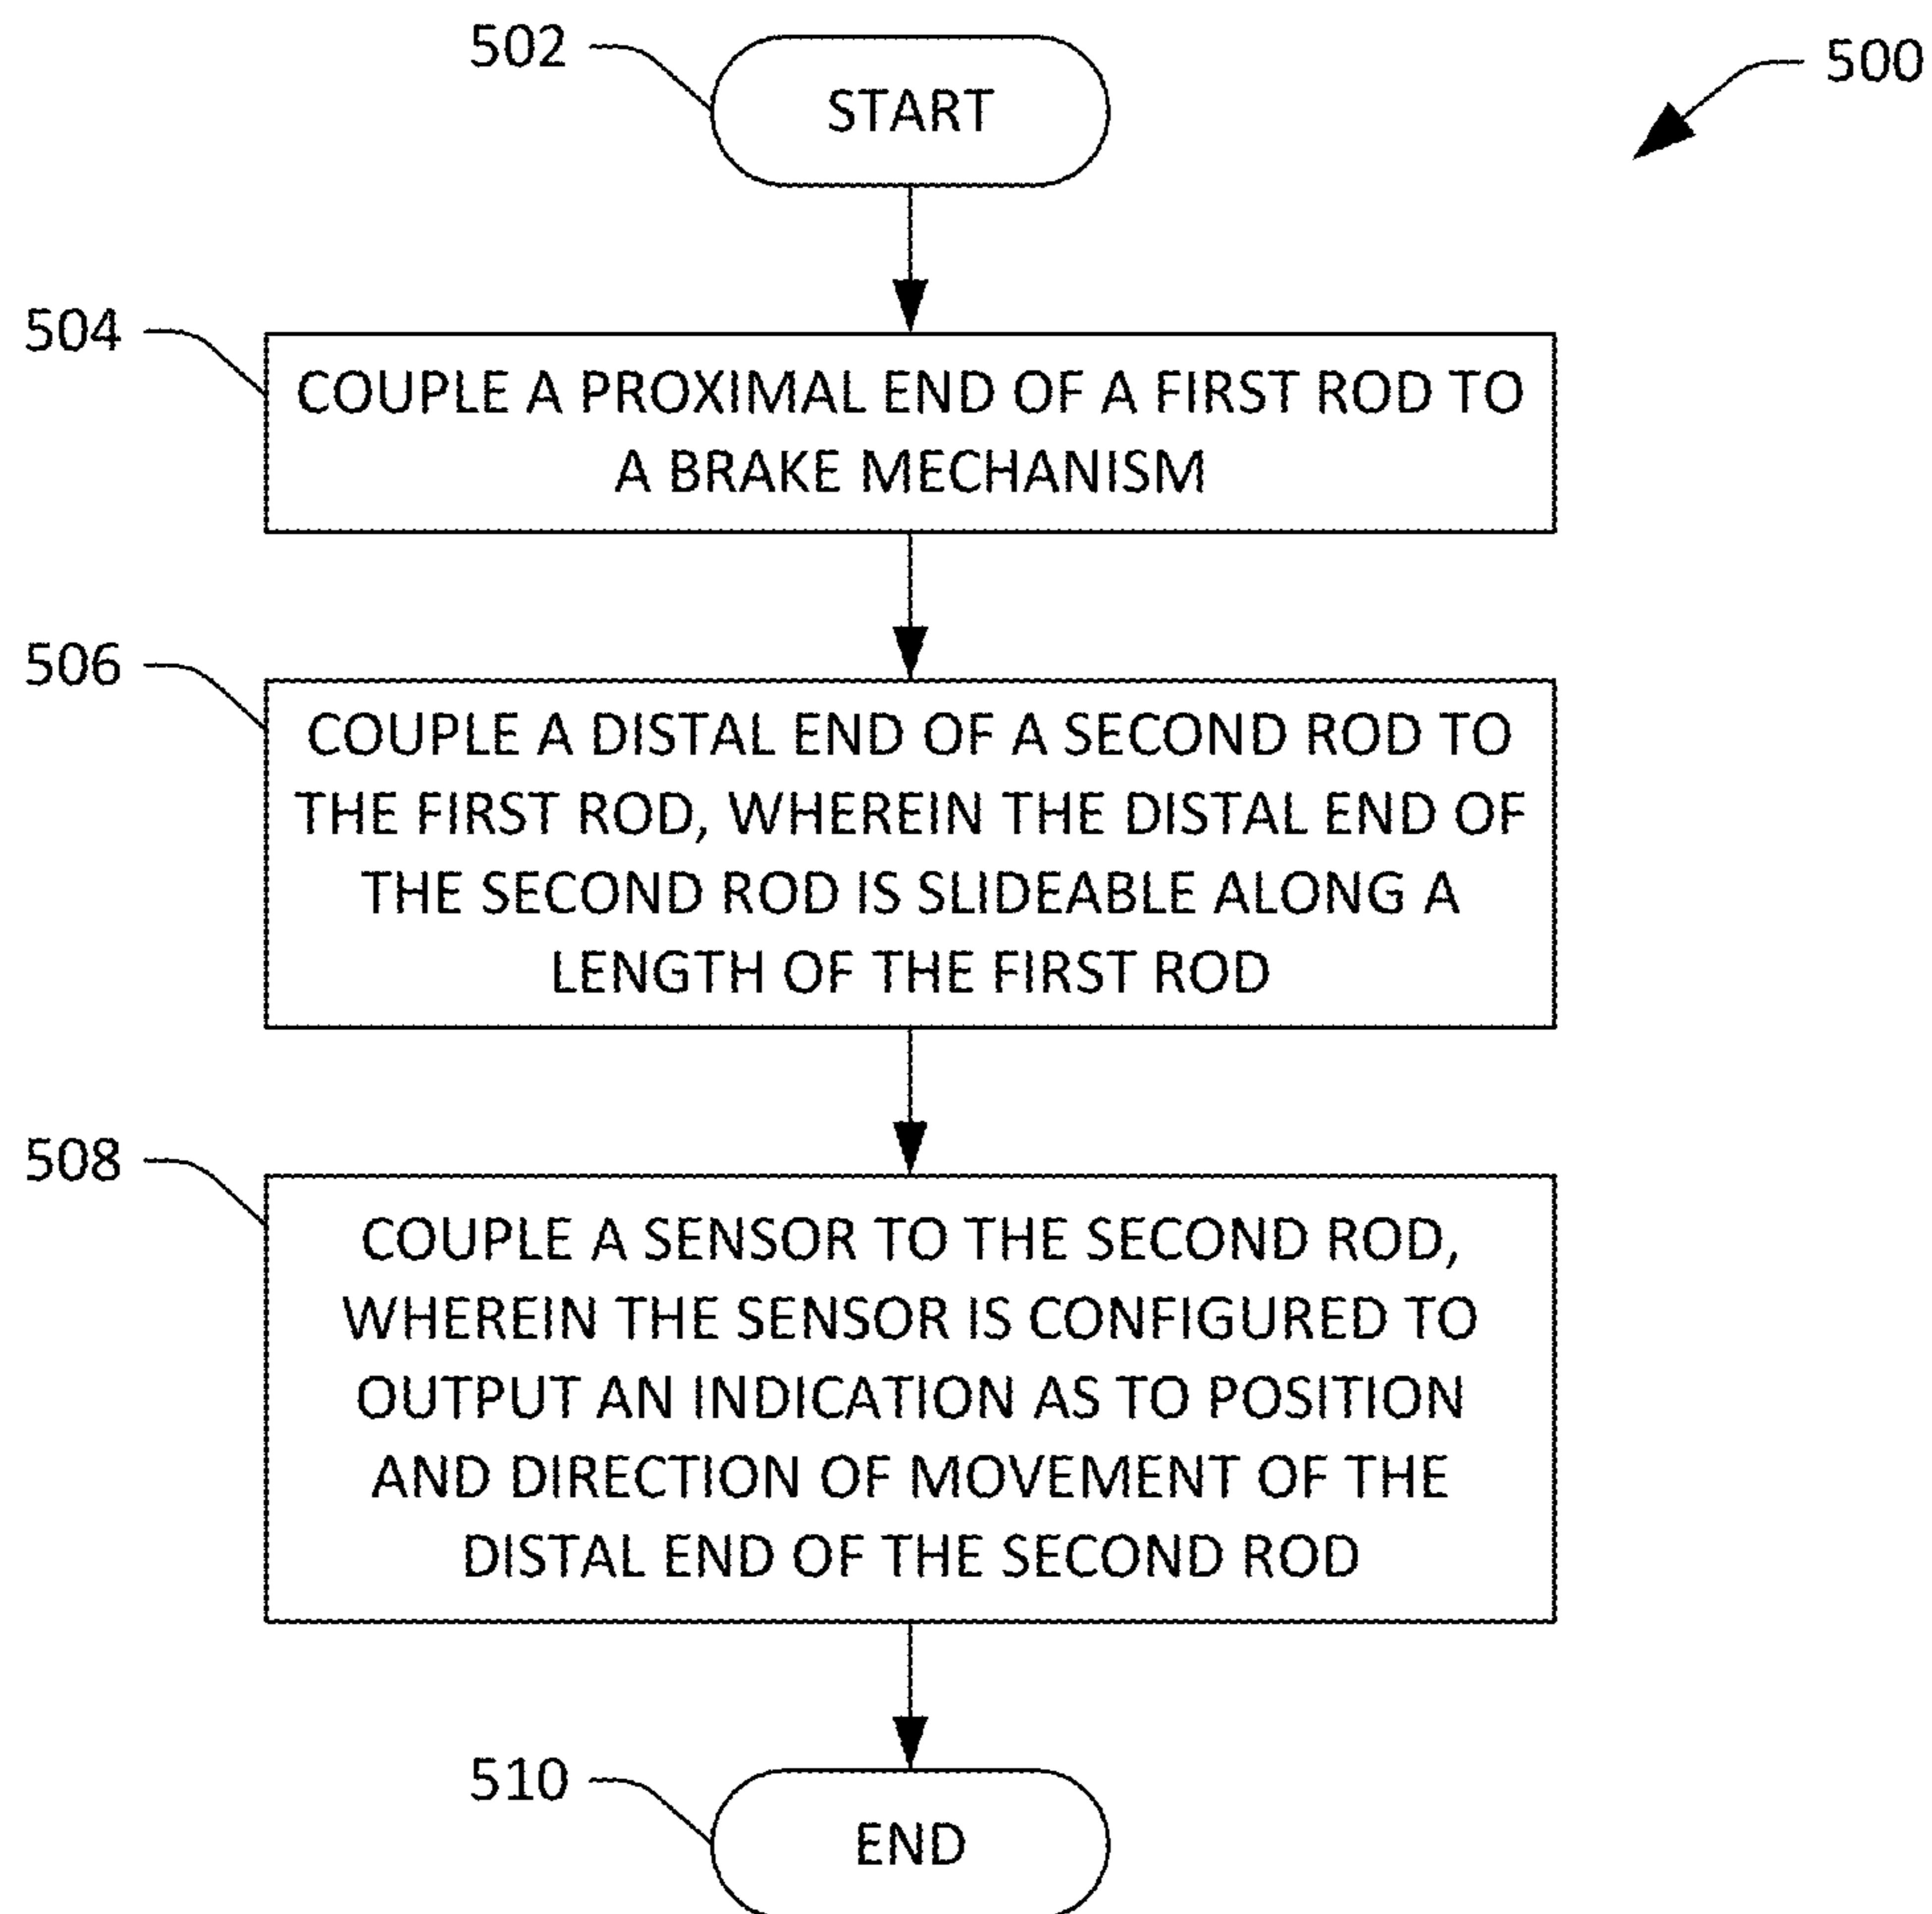 502
START
500
504
COUPLE A PROXIMAL END OF A FIRST ROD TO
A BRAKE MECHANISM
506
COUPLE A DISTAL END OF A SECOND ROD TO
THE FIRST ROD, WHEREIN THE DISTAL END OF
THE SECOND ROD IS SLIDEABLE ALONG A
LENGTH OF THE FIRST ROD
508
COUPLE A SENSOR TO THE SECOND ROD,
WHEREIN THE SENSOR IS CONFIGURED TO
OUTPUT AN INDICATION AS TO POSITION
AND DIRECTION OF MOVEMENT OF THE
DISTAL END OF THE SECOND ROD
510
END